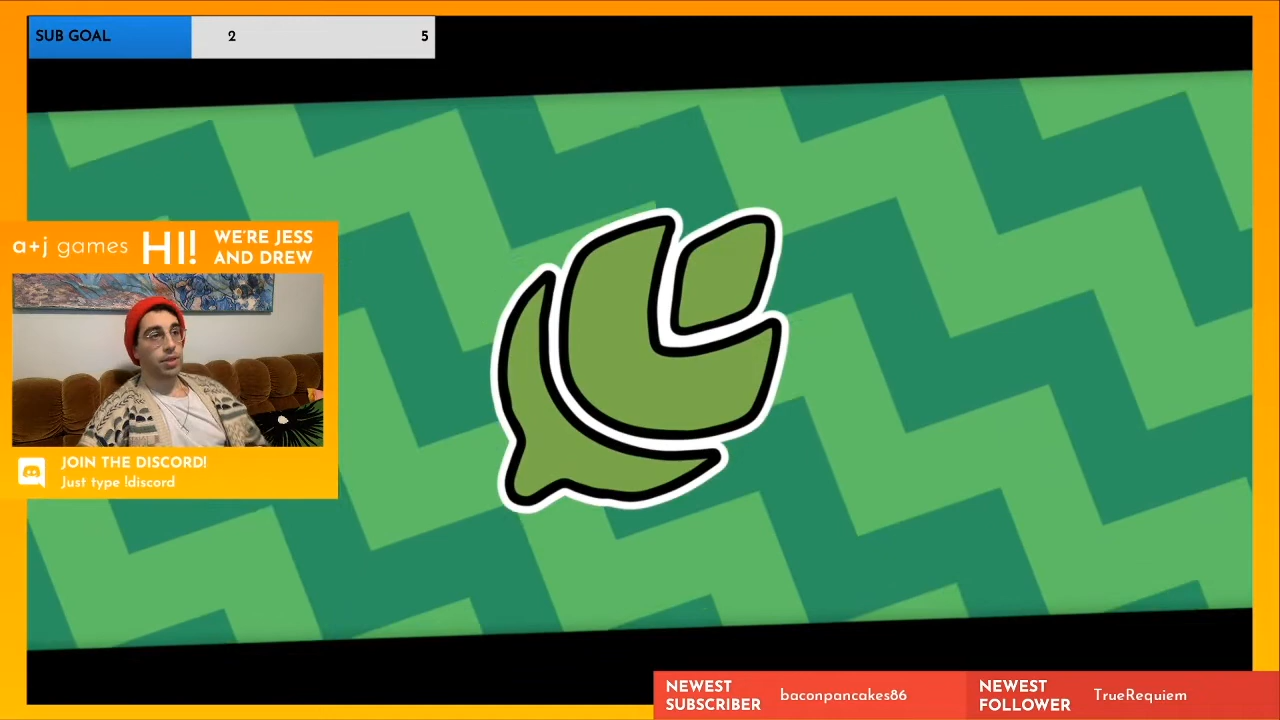 SUB GOAL 2 5
a+j games HI! WE'RE JESS
AND DREW
JOIN THE DISCORD!
Just type !discord
NEWEST
SUBSCRIBER
baconpancakes86
NEWEST
FOLLOWER
TrueRequiem